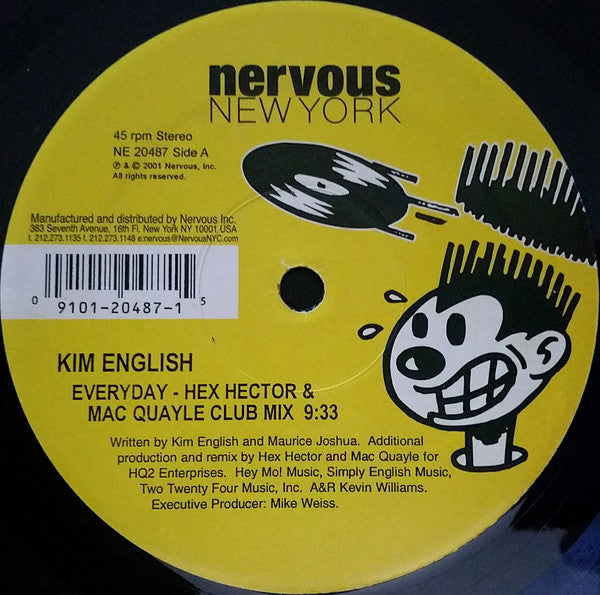 nervous
NEW YORK
45 rpm Stereo
NE 20487 Side A
℗ & © 2001 Nervous, Inc.
All rights reserved.
Manufactured and distributed by Nervous Inc.
363 Seventh Avenue, 16th Fl. New York NY 10001 USA
t. 212.273.1135 f. 212.273.1148 e:nervous@NervousNYC.com
0 9101-20487-1 5
KIM ENGLISH
EVERYDAY - HEX HECTOR &
MAC QUAYLE CLUB MIX 9:33
Written by Kim English and Maurice Joshua. Additional
production and remix by Hex Hector and Mac Quayle for
HQ2 Enterprises. Hey Mo! Music, Simply English Music,
Two Twenty Four Music, Inc. A&R Kevin Williams.
Executive Producer: Mike Weiss.